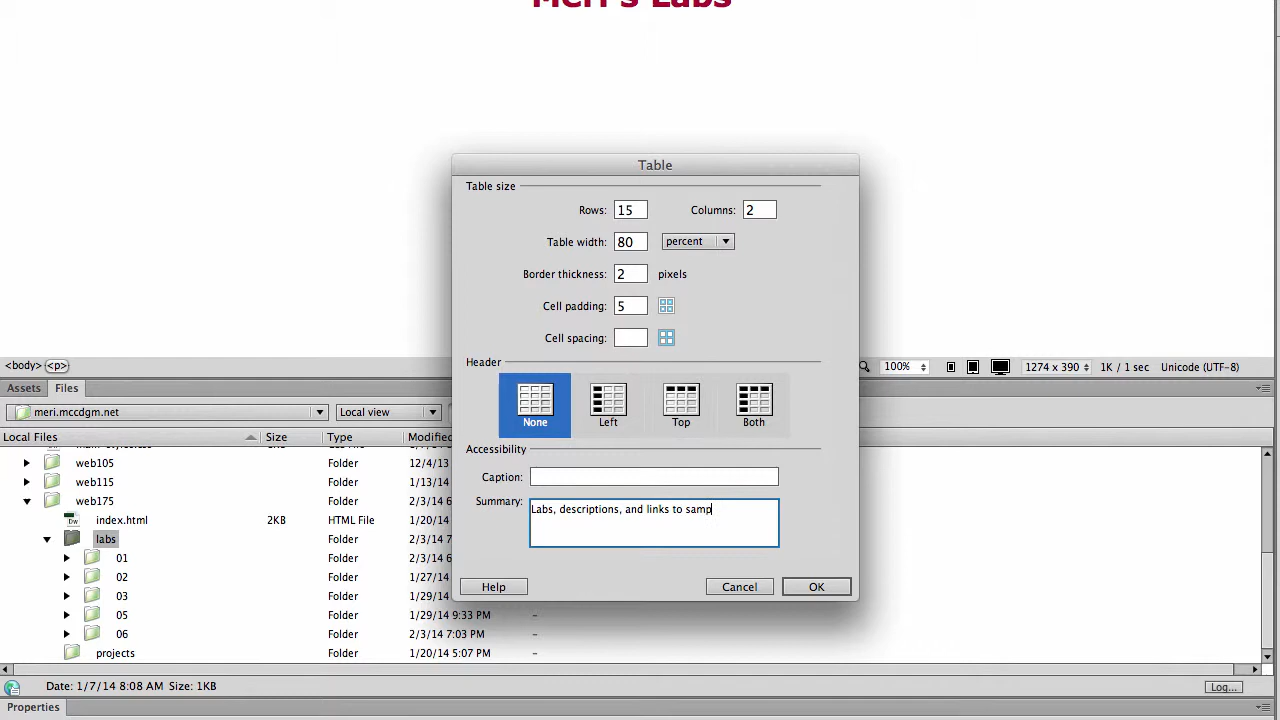 Meri's Labs
Table
Table size
Rows: 15 Columns: 2
Table width: 80 percent
Border thickness: 2 pixels
Cell padding: 5
Cell spacing:
Header
None Left Top Both
Accessibility
Caption:
Summary: Labs, descriptions, and links to samp
Help Cancel OK
<body> <p> 100% 1274 x 390 1K / 1 sec Unicode (UTF-8)
Assets Files
meri.mccdgm.net Local view
Local Files Size Type Modified
web105 Folder 12/4/13
web115 Folder 1/13/14
web175 Folder 2/3/14 6
index.html 2KB HTML File 1/20/14
labs Folder 2/3/14 7
01 Folder 2/3/14 6
02 Folder 1/27/14
03 Folder 1/29/14
05 Folder 1/29/14 9:33 PM -
06 Folder 2/3/14 7:03 PM -
projects Folder 1/20/14 5:07 PM -
Date: 1/7/14 8:08 AM Size: 1KB Log...
Properties